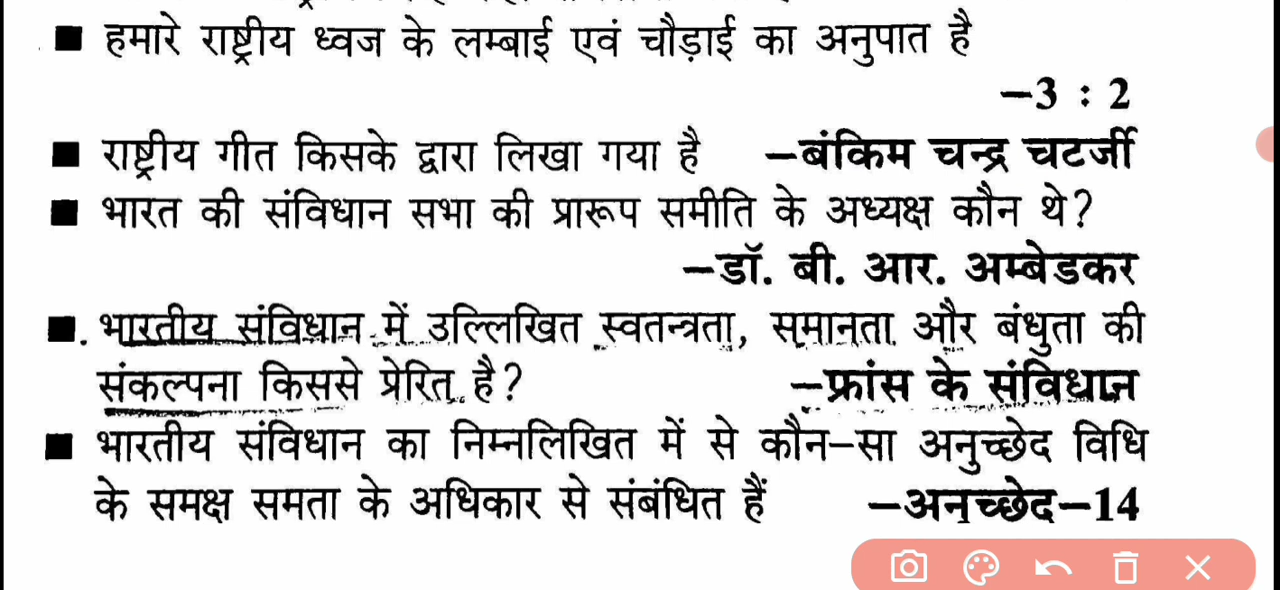 ■ हमारे राष्ट्रीय ध्वज के लम्बाई एवं चौड़ाई का अनुपात है
–3 : 2
■ राष्ट्रीय गीत किसके द्वारा लिखा गया है –बंकिम चन्द्र चटर्जी
■ भारत की संविधान सभा की प्रारूप समीति के अध्यक्ष कौन थे?
–डॉ. बी. आर. अम्बेडकर
■. भारतीय संविधान में उल्लिखित स्वतन्त्रता, समानता और बंधुता की
संकल्पना किससे प्रेरित है? –फ्रांस के संविधान
■ भारतीय संविधान का निम्नलिखित में से कौन–सा अनुच्छेद विधि
के समक्ष समता के अधिकार से संबंधित हैं –अनच्छेद–14